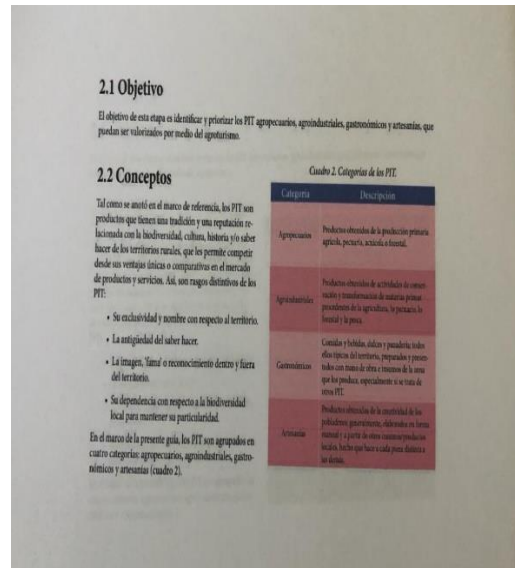 2.1 Objetivo
El objetivo de esta etapa es identificar y priorizar los PIT agropecuarios, agroindustriales, gastronómicos y artesanías, que
puedan ser valorizados por medio del agroturismo.
2.2 Conceptos
Tal como se anotó en el marco de referencia, los PIT son
productos que tienen una tradición y una reputación re-
lacionada con la biodiversidad, cultura, historia y/o saber
hacer de los territorios rurales, que les permite competir
desde sus ventajas únicas o comparativas en el mercado
de productos y servicios. Así, son rasgos distintivos de los
PIT:
• Su exclusividad y nombre con respecto al territorio.
• La antigüedad del saber hacer.
• La imagen, 'fama' o reconocimiento dentro y fuera
del territorio.
• Su dependencia con respecto a la biodiversidad
local para mantener su particularidad.
En el marco de la presente guía, los PIT son agrupados en
cuatro categorías: agropecuarios, agroindustriales, gastro-
nómicos y artesanías (cuadro 2).
Cuadro 2. Categorías de los PIT.
Categoría Descripción
Agropecuarios
Productos obtenidos de la producción primaria
agrícola, pecuaria, acuícola o forestal.
Agroindustriales
Productos obtenidos de actividades de conser-
vación y transformación de materias primas
procedentes de la agricultura, lo pecuario, lo
forestal y la pesca.
Gastronómicos
Comidas y bebidas, dulces y panadería; todos
ellos típicos del territorio, preparados y presen-
tados con mano de obra e insumos de la zona
que los produce, especialmente si se trata de
otros PIT.
Artesanías
Productos obtenidos de la creatividad de los
pobladores; generalmente, elaborados en forma
manual y a partir de
locales, hecho que hace a cada pieza distinta a
las demás.